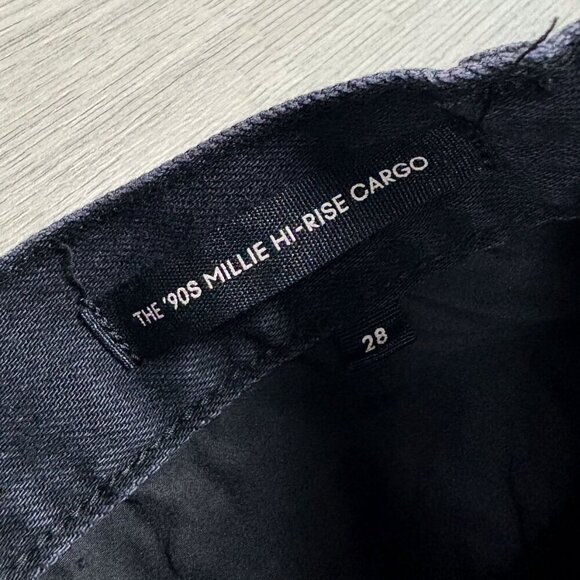 THE '90S MILLIE HI-RISE CARGO
28